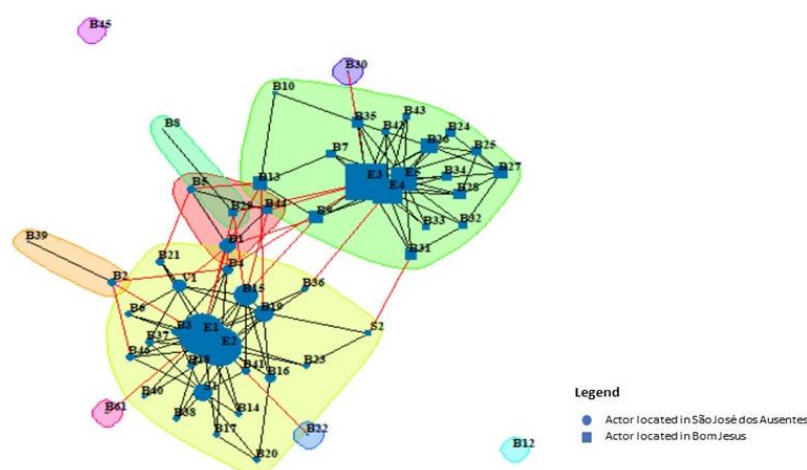 B45
B30
B10
B35
B43
B42
B24
B26
B8
B7
B25
B27
B13
E3
E5
B34
B5
E4
B28
B29
B44
B9
B33
B32
B39
B1
B31
B21
B4
B2
V1
B36
B15
B6
B19
E1
S2
B3
B37
E2
B46
B18
B23
B41
B16
B40
S1
B61
B38
B14
B17
B22
B20
B12
Legend
Actor located in São José dos Ausentes
Actor located in Bom Jesus